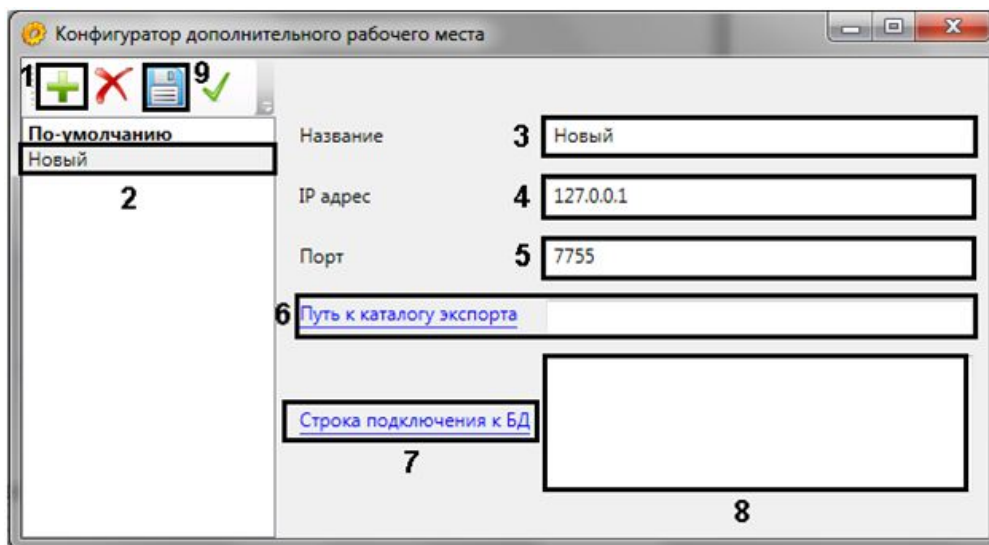 Конфигуратор дополнительного рабочего места
1
9
По-умолчанию
Новый
2
Название
3
Новый
IP адрес
4
127.0.0.1
Порт
5
7755
6
Путь к каталогу экспорта
Строка подключения к БД
7
8